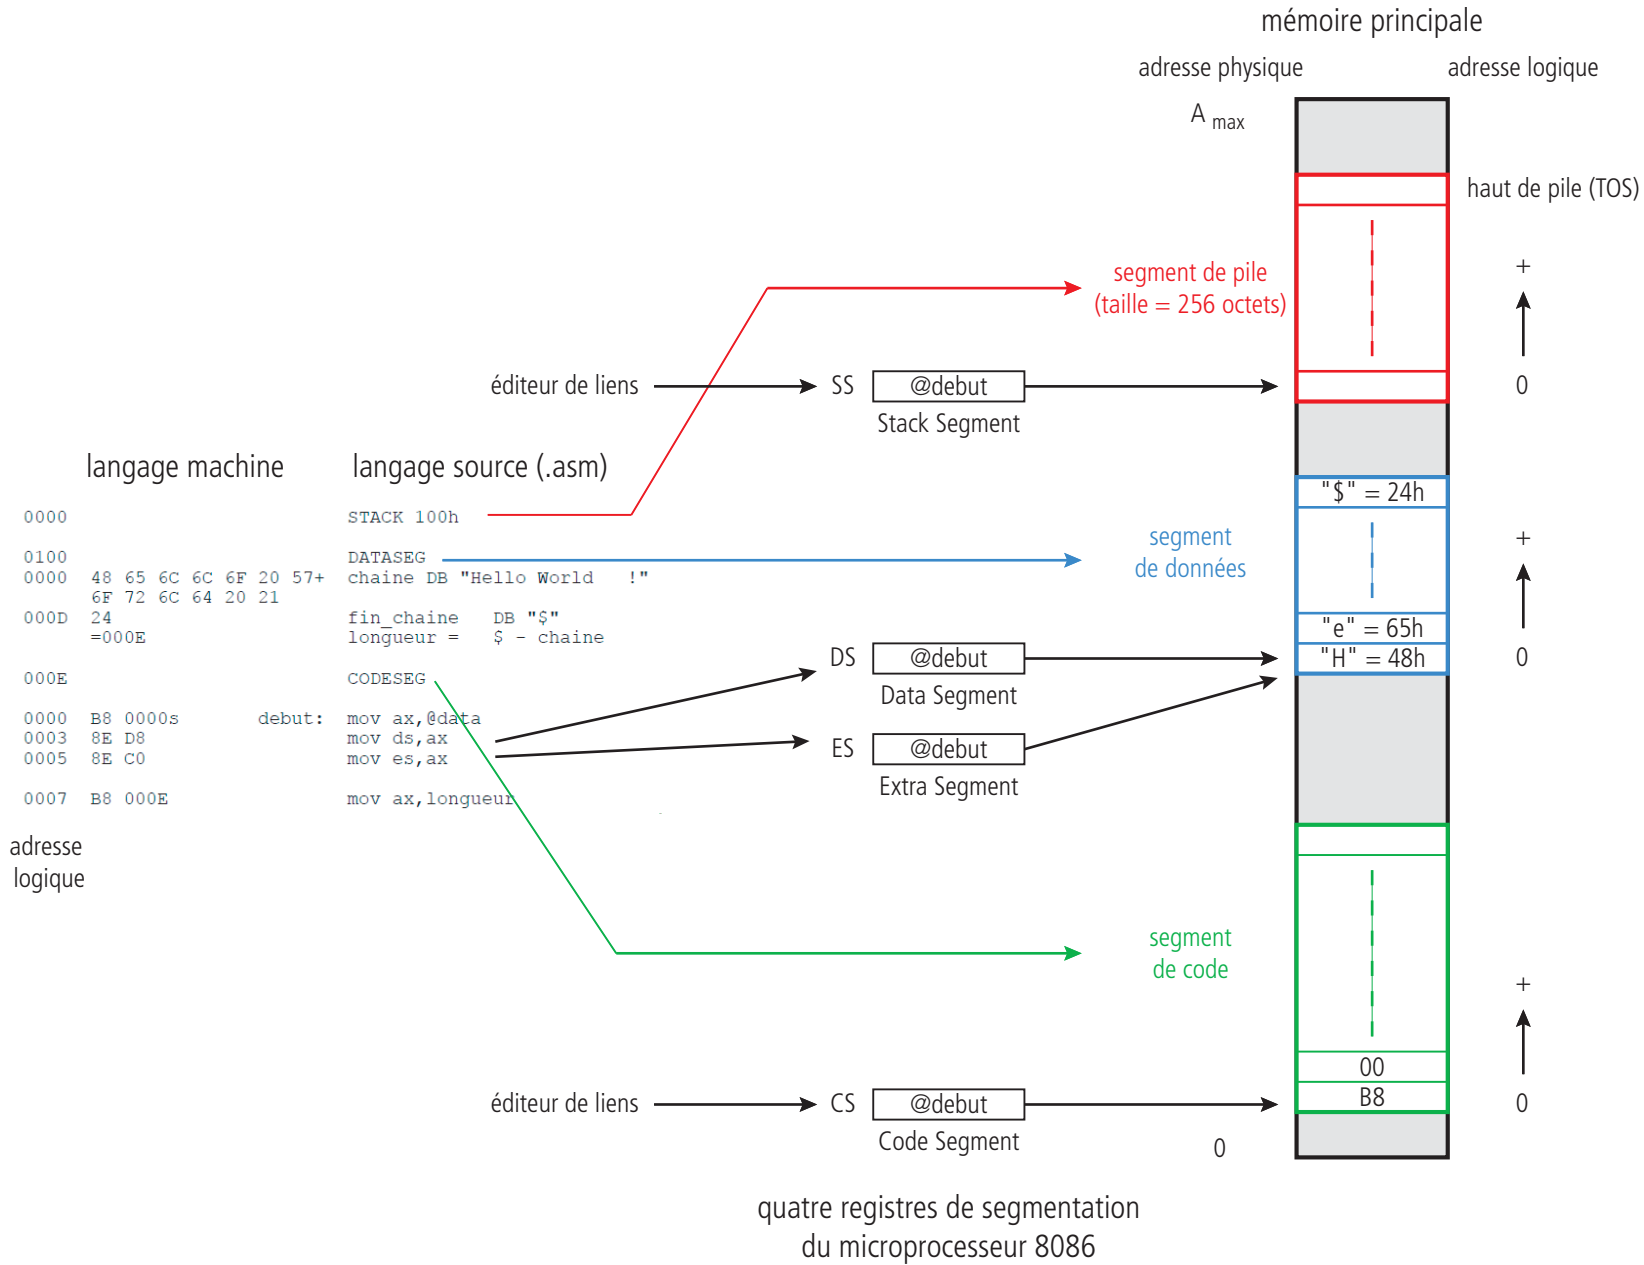 mémoire principale
adresse physique
adresse logique
A max
haut de pile (TOS)
segment de pile
(taille = 256 octets)
+
éditeur de liens
SS
@debut
0
Stack Segment
langage machine
langage source (.asm)
"$" = 24h
0000 STACK 100h
segment
de données
+
0100 DATASEG
0000 48 65 6C 6C 6F 20 57+ chaine DB "Hello World !"
6F 72 6C 64 20 21
000D 24 fin_chaine DB "$"
=000E longueur = $ - chaine
"e" = 65h
DS
@debut
"H" = 48h
0
Data Segment
000E CODESEG
0000 B8 0000s debut: mov ax,@data
0003 8E D8 mov ds,ax
0005 8E C0 mov es,ax
ES
@debut
Extra Segment
0007 B8 000E mov ax,longueur
adresse
logique
segment
de code
+
00
éditeur de liens
CS
@debut
B8
0
Code Segment
0
quatre registres de segmentation
du microprocesseur 8086